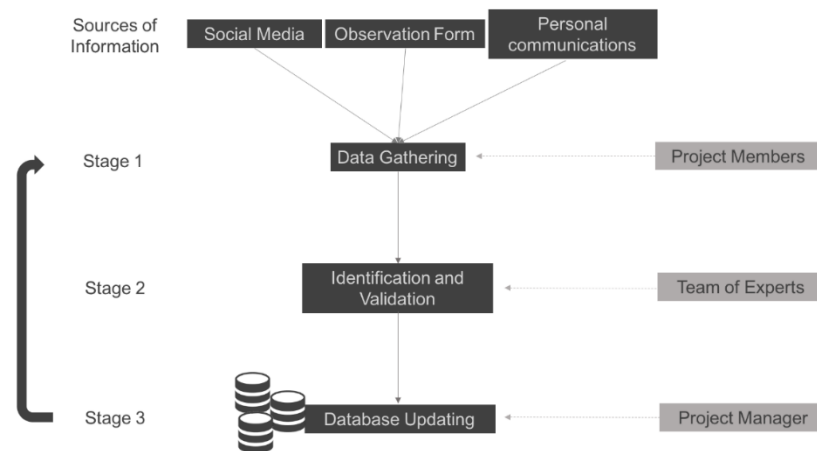 Sources of
Information
Social Media
Observation Form
Personal
communications
Stage 1
Data Gathering
Project Members
Stage 2
Identification and
Validation
Team of Experts
Stage 3
Database Updating
Project Manager